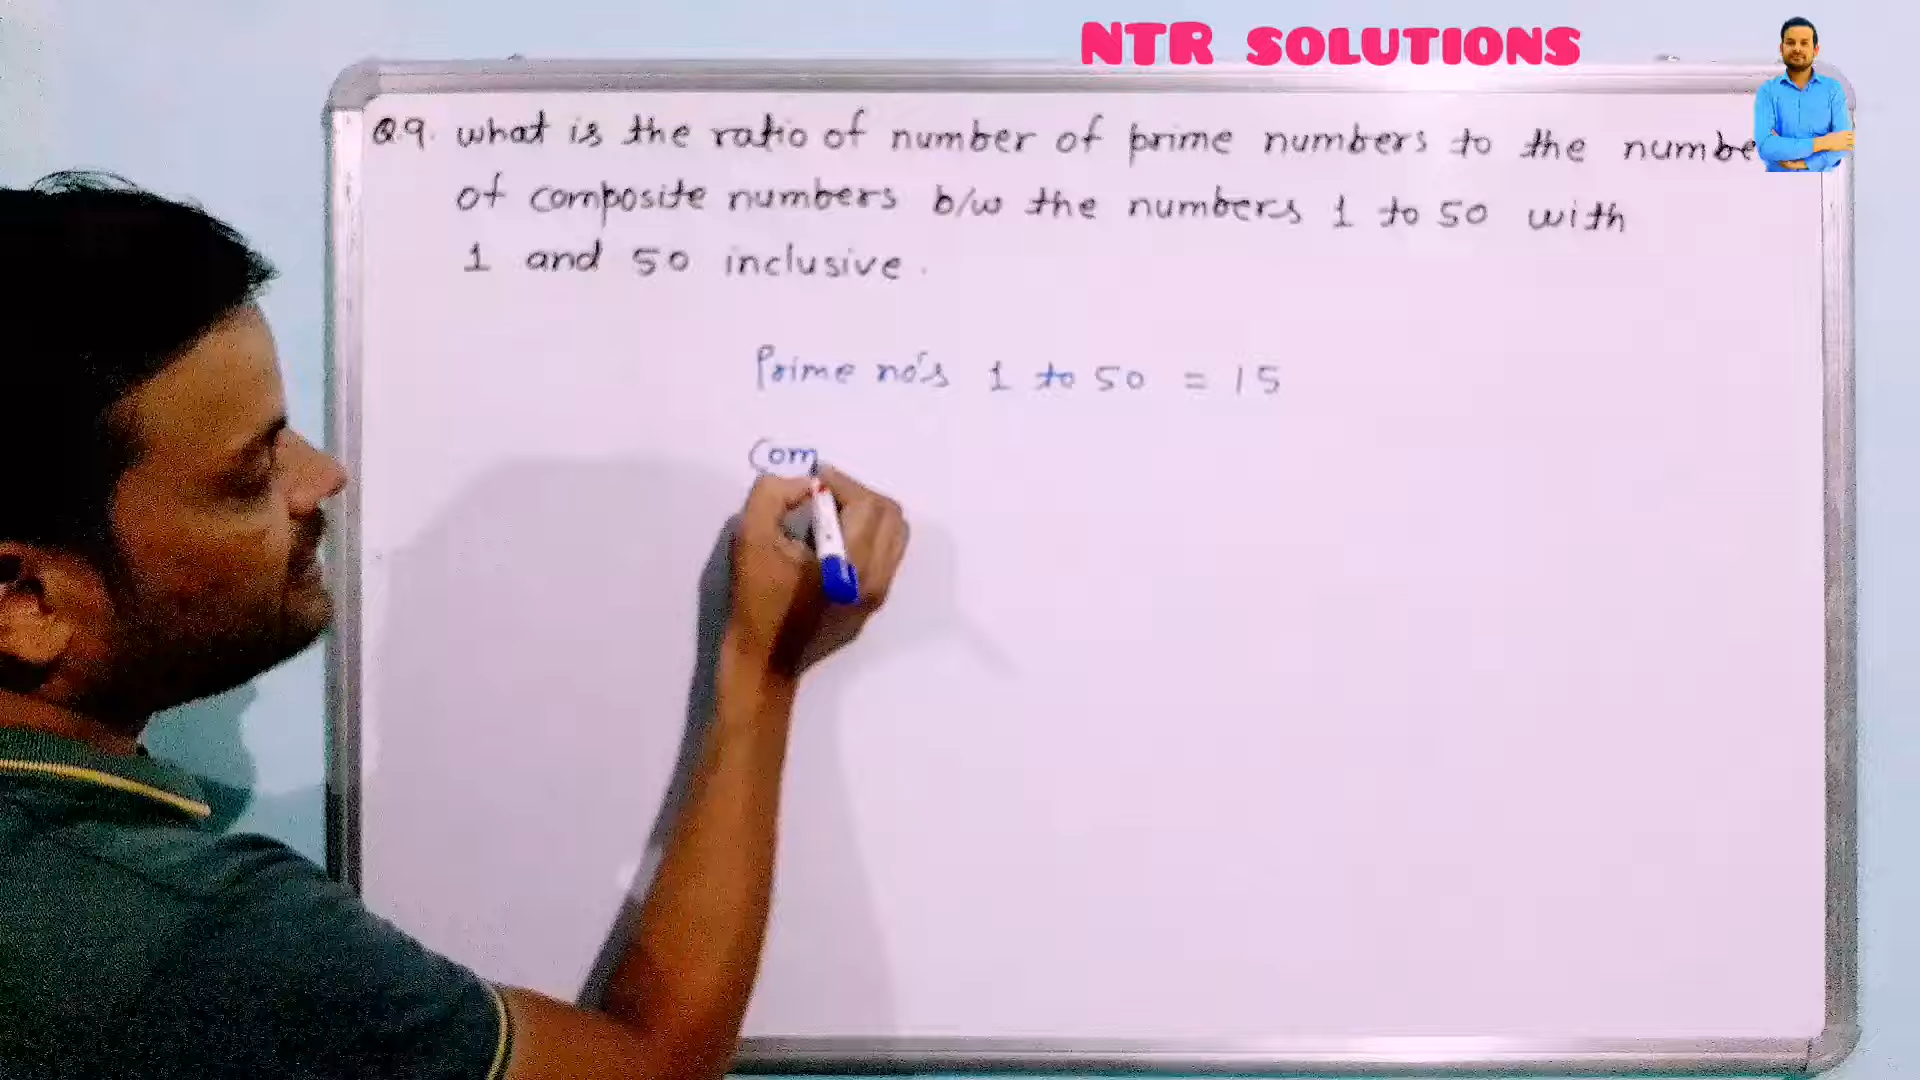 NTR SOLUTIONS
Q.9. what is the ratio of number of prime numbers to the numbe
of composite numbers b/w the numbers 1 to 50 with
1 and 50 inclusive.
Prime no's 1 to 50 = 15
Com